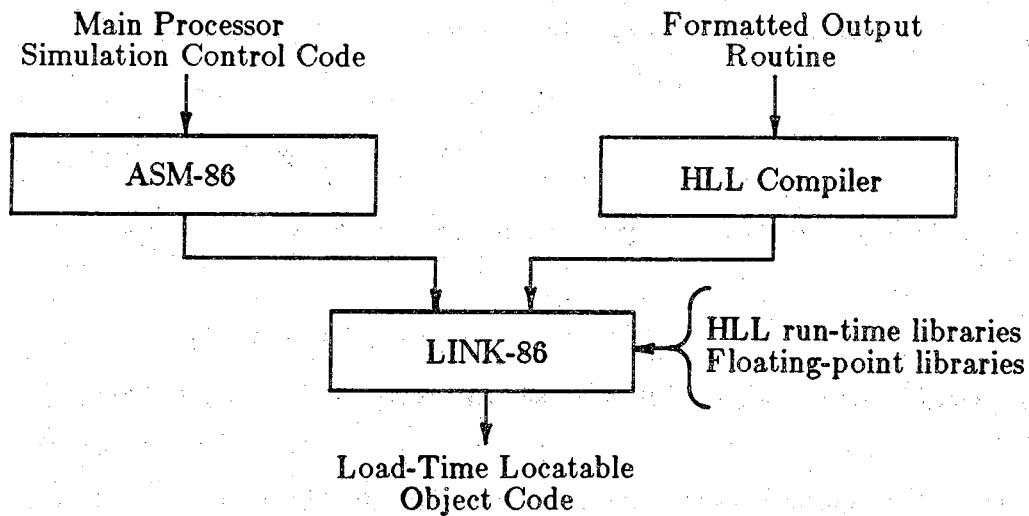 Main Processor
Simulation Control Code
Formatted Output
Routine
ASM-86
HLL Compiler
LINK-86
HLL run-time libraries
Floating-point libraries
Load-Time Locatable
Object Code